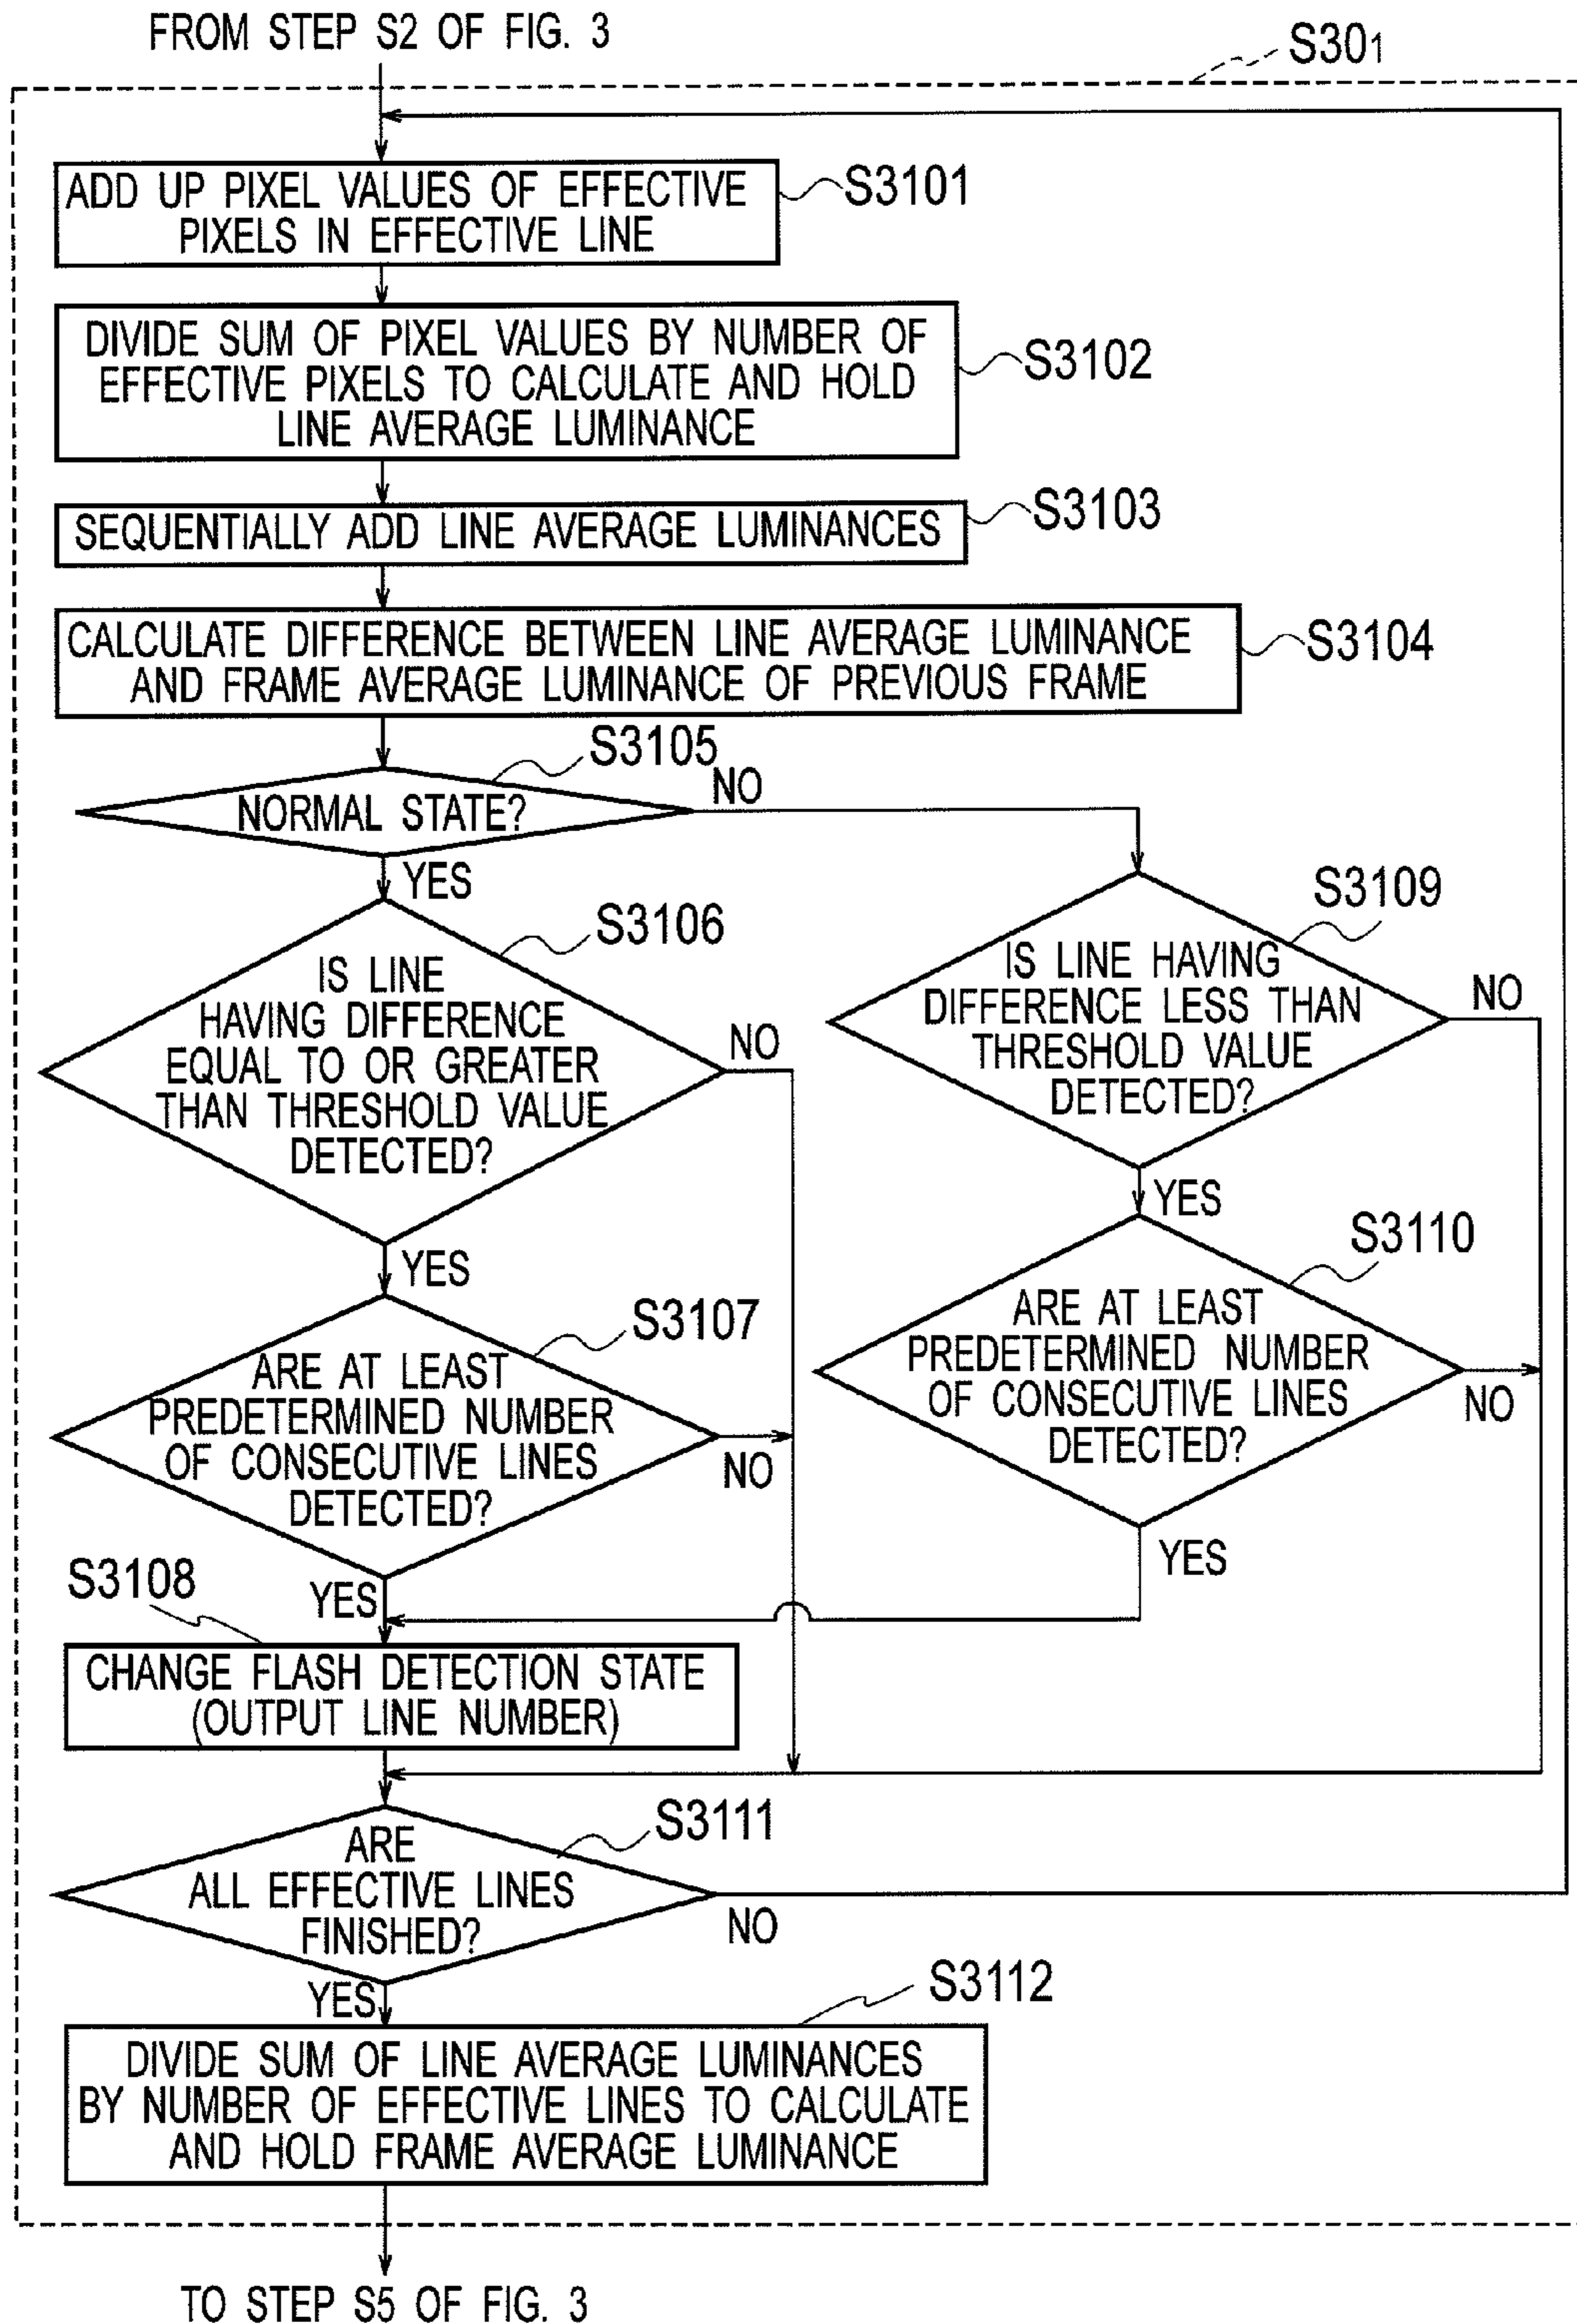 FROM STEP S2 OF FIG. 3
S301
ADD UP PIXEL VALUES OF EFFECTIVE
PIXELS IN EFFECTIVE LINE
S3101
DIVIDE SUM OF PIXEL VALUES BY NUMBER OF
EFFECTIVE PIXELS TO CALCULATE AND HOLD
LINE AVERAGE LUMINANCE
S3102
SEQUENTIALLY ADD LINE AVERAGE LUMINANCES
S3103
CALCULATE DIFFERENCE BETWEEN LINE AVERAGE LUMINANCE
AND FRAME AVERAGE LUMINANCE OF PREVIOUS FRAME
S3104
S3105
NORMAL STATE?
NO
YES
S3106
IS LINE
HAVING DIFFERENCE
EQUAL TO OR GREATER
THAN THRESHOLD VALUE
DETECTED?
NO
YES
S3109
IS LINE HAVING
DIFFERENCE LESS THAN
THRESHOLD VALUE
DETECTED?
NO
YES
S3107
ARE AT LEAST
PREDETERMINED NUMBER
OF CONSECUTIVE LINES
DETECTED?
NO
YES
S3110
ARE AT LEAST
PREDETERMINED NUMBER
OF CONSECUTIVE LINES
DETECTED?
NO
YES
S3108
CHANGE FLASH DETECTION STATE
(OUTPUT LINE NUMBER)
S3111
ARE
ALL EFFECTIVE LINES
FINISHED?
NO
YES
S3112
DIVIDE SUM OF LINE AVERAGE LUMINANCES
BY NUMBER OF EFFECTIVE LINES TO CALCULATE
AND HOLD FRAME AVERAGE LUMINANCE
TO STEP S5 OF FIG. 3